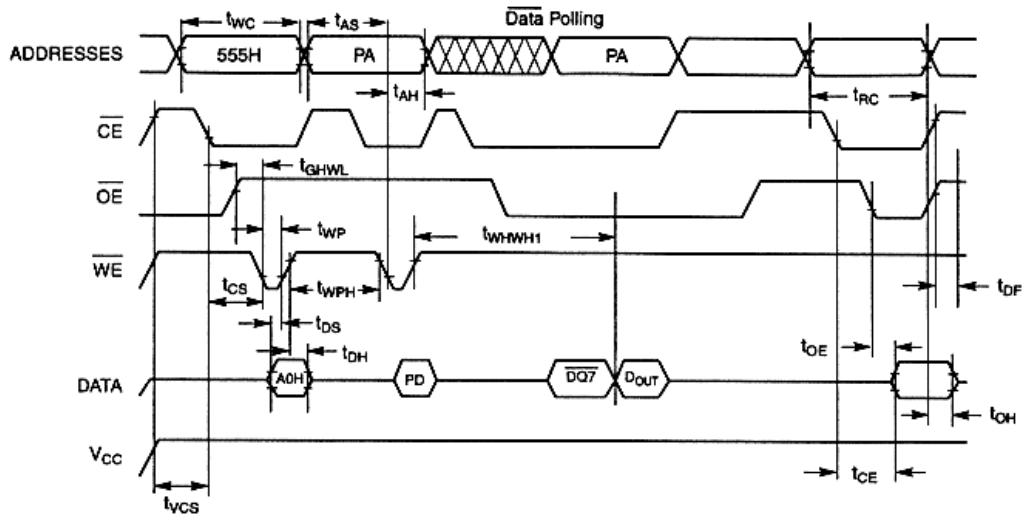 Data Polling
tWC
tAS
ADDRESSES
555H
PA
PA
tAH
tRC
CE
tGHWL
OE
tWP
tWHWH1
WE
tCS
tWPH
tDF
tDS
tDH
tOE
DATA
A0H
PD
DQ7
DOUT
tOH
VCC
tCE
tVCS